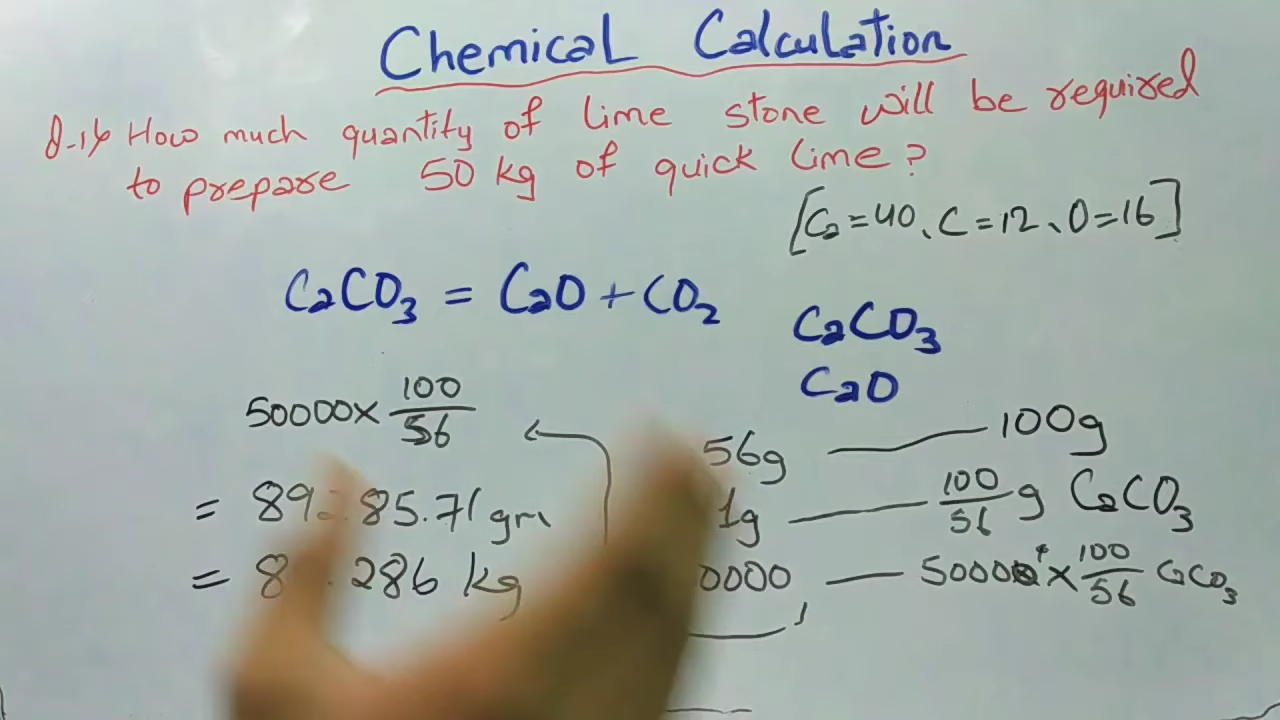 Chemical Calculation
Q-1) How much quantity of lime stone will be required
to prepare 50 kg of quick lime?
[Ca=40, C=12, O=16]
CaCO3 = CaO + CO2
CaCO3
CaO
50000 × 100/56
= 85.71 gm
= 286 kg
56g — 100g
1g — 100/56 g CaCO3
0000 — 50000 × 100/56 CaCO3